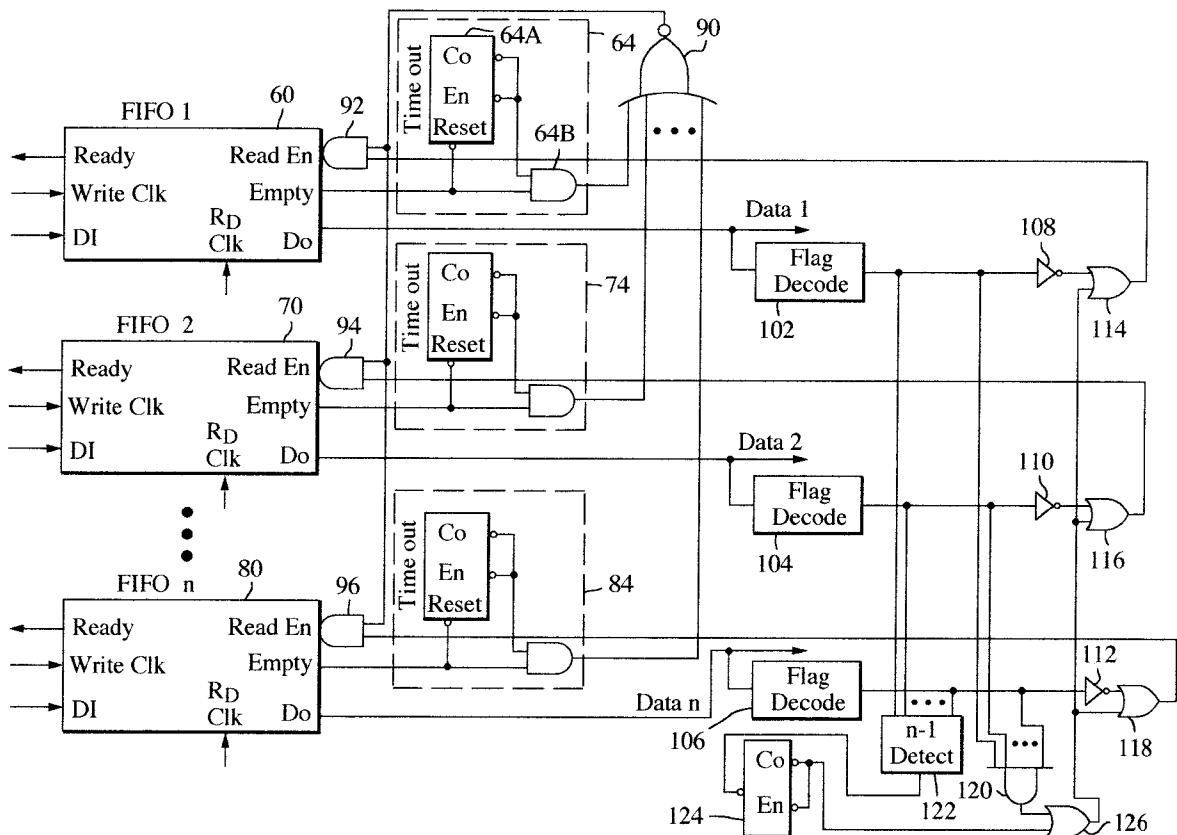 64A
64
90
Co
En
Reset
Time out
64B
FIFO 1
60
92
Ready
Read En
Write Clk
Empty
DI
RD
Clk
Do
Data 1
Flag
Decode
102
108
114
74
Co
En
Reset
Time out
FIFO 2
70
94
Ready
Read En
Write Clk
Empty
DI
RD
Clk
Do
Data 2
Flag
Decode
104
110
116
84
Co
En
Reset
Time out
FIFO n
80
96
Ready
Read En
Write Clk
Empty
DI
RD
Clk
Do
Data n
Flag
Decode
106
112
118
n-1
Detect
122
120
Co
En
124
126